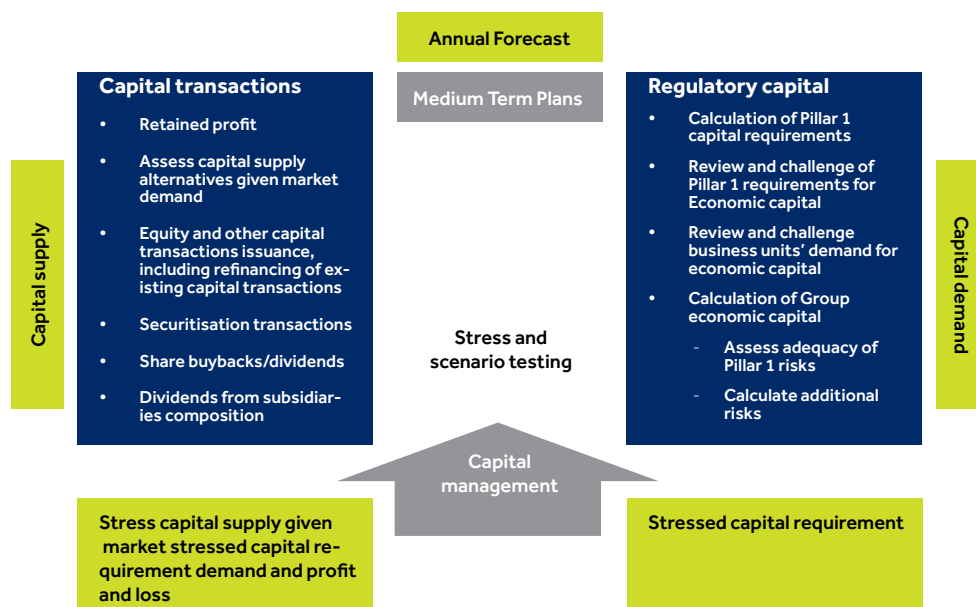 Annual Forecast
Medium Term Plans
Capital supply
Capital transactions
• Retained profit
• Assess capital supply
alternatives given market
demand
• Equity and other capital
transactions issuance,
including refinancing of ex-
isting capital transactions
• Securitisation transactions
• Share buybacks/dividends
• Dividends from subsidiar-
ies composition
Stress and
scenario testing
Capital
management
Regulatory capital
• Calculation of Pillar 1
capital requirements
• Review and challenge of
Pillar 1 requirements for
Economic capital
• Review and challenge
business units’ demand for
economic capital
• Calculation of Group
economic capital
- Assess adequacy of
Pillar 1 risks
- Calculate additional
risks
Capital demand
Stress capital supply given
market stressed capital re-
quirement demand and profit
and loss
Stressed capital requirement